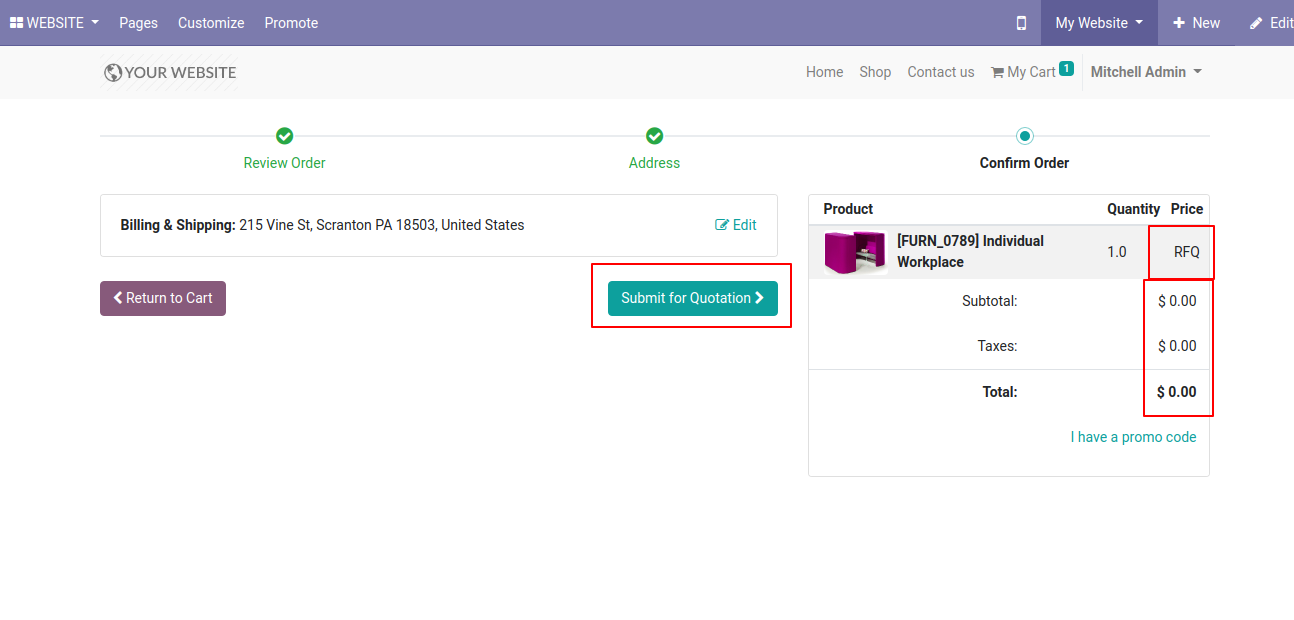 WEBSITE Pages Customize Promote My Website New Edit
YOUR WEBSITE Home Shop Contact us My Cart 1 Mitchell Admin
Review Order Address Confirm Order
Billing & Shipping: 215 Vine St, Scranton PA 18503, United States Edit
Return to Cart Submit for Quotation
Product Quantity Price
[FURN_0789] Individual
Workplace 1.0 RFQ
Subtotal: $ 0.00
Taxes: $ 0.00
Total: $ 0.00
I have a promo code